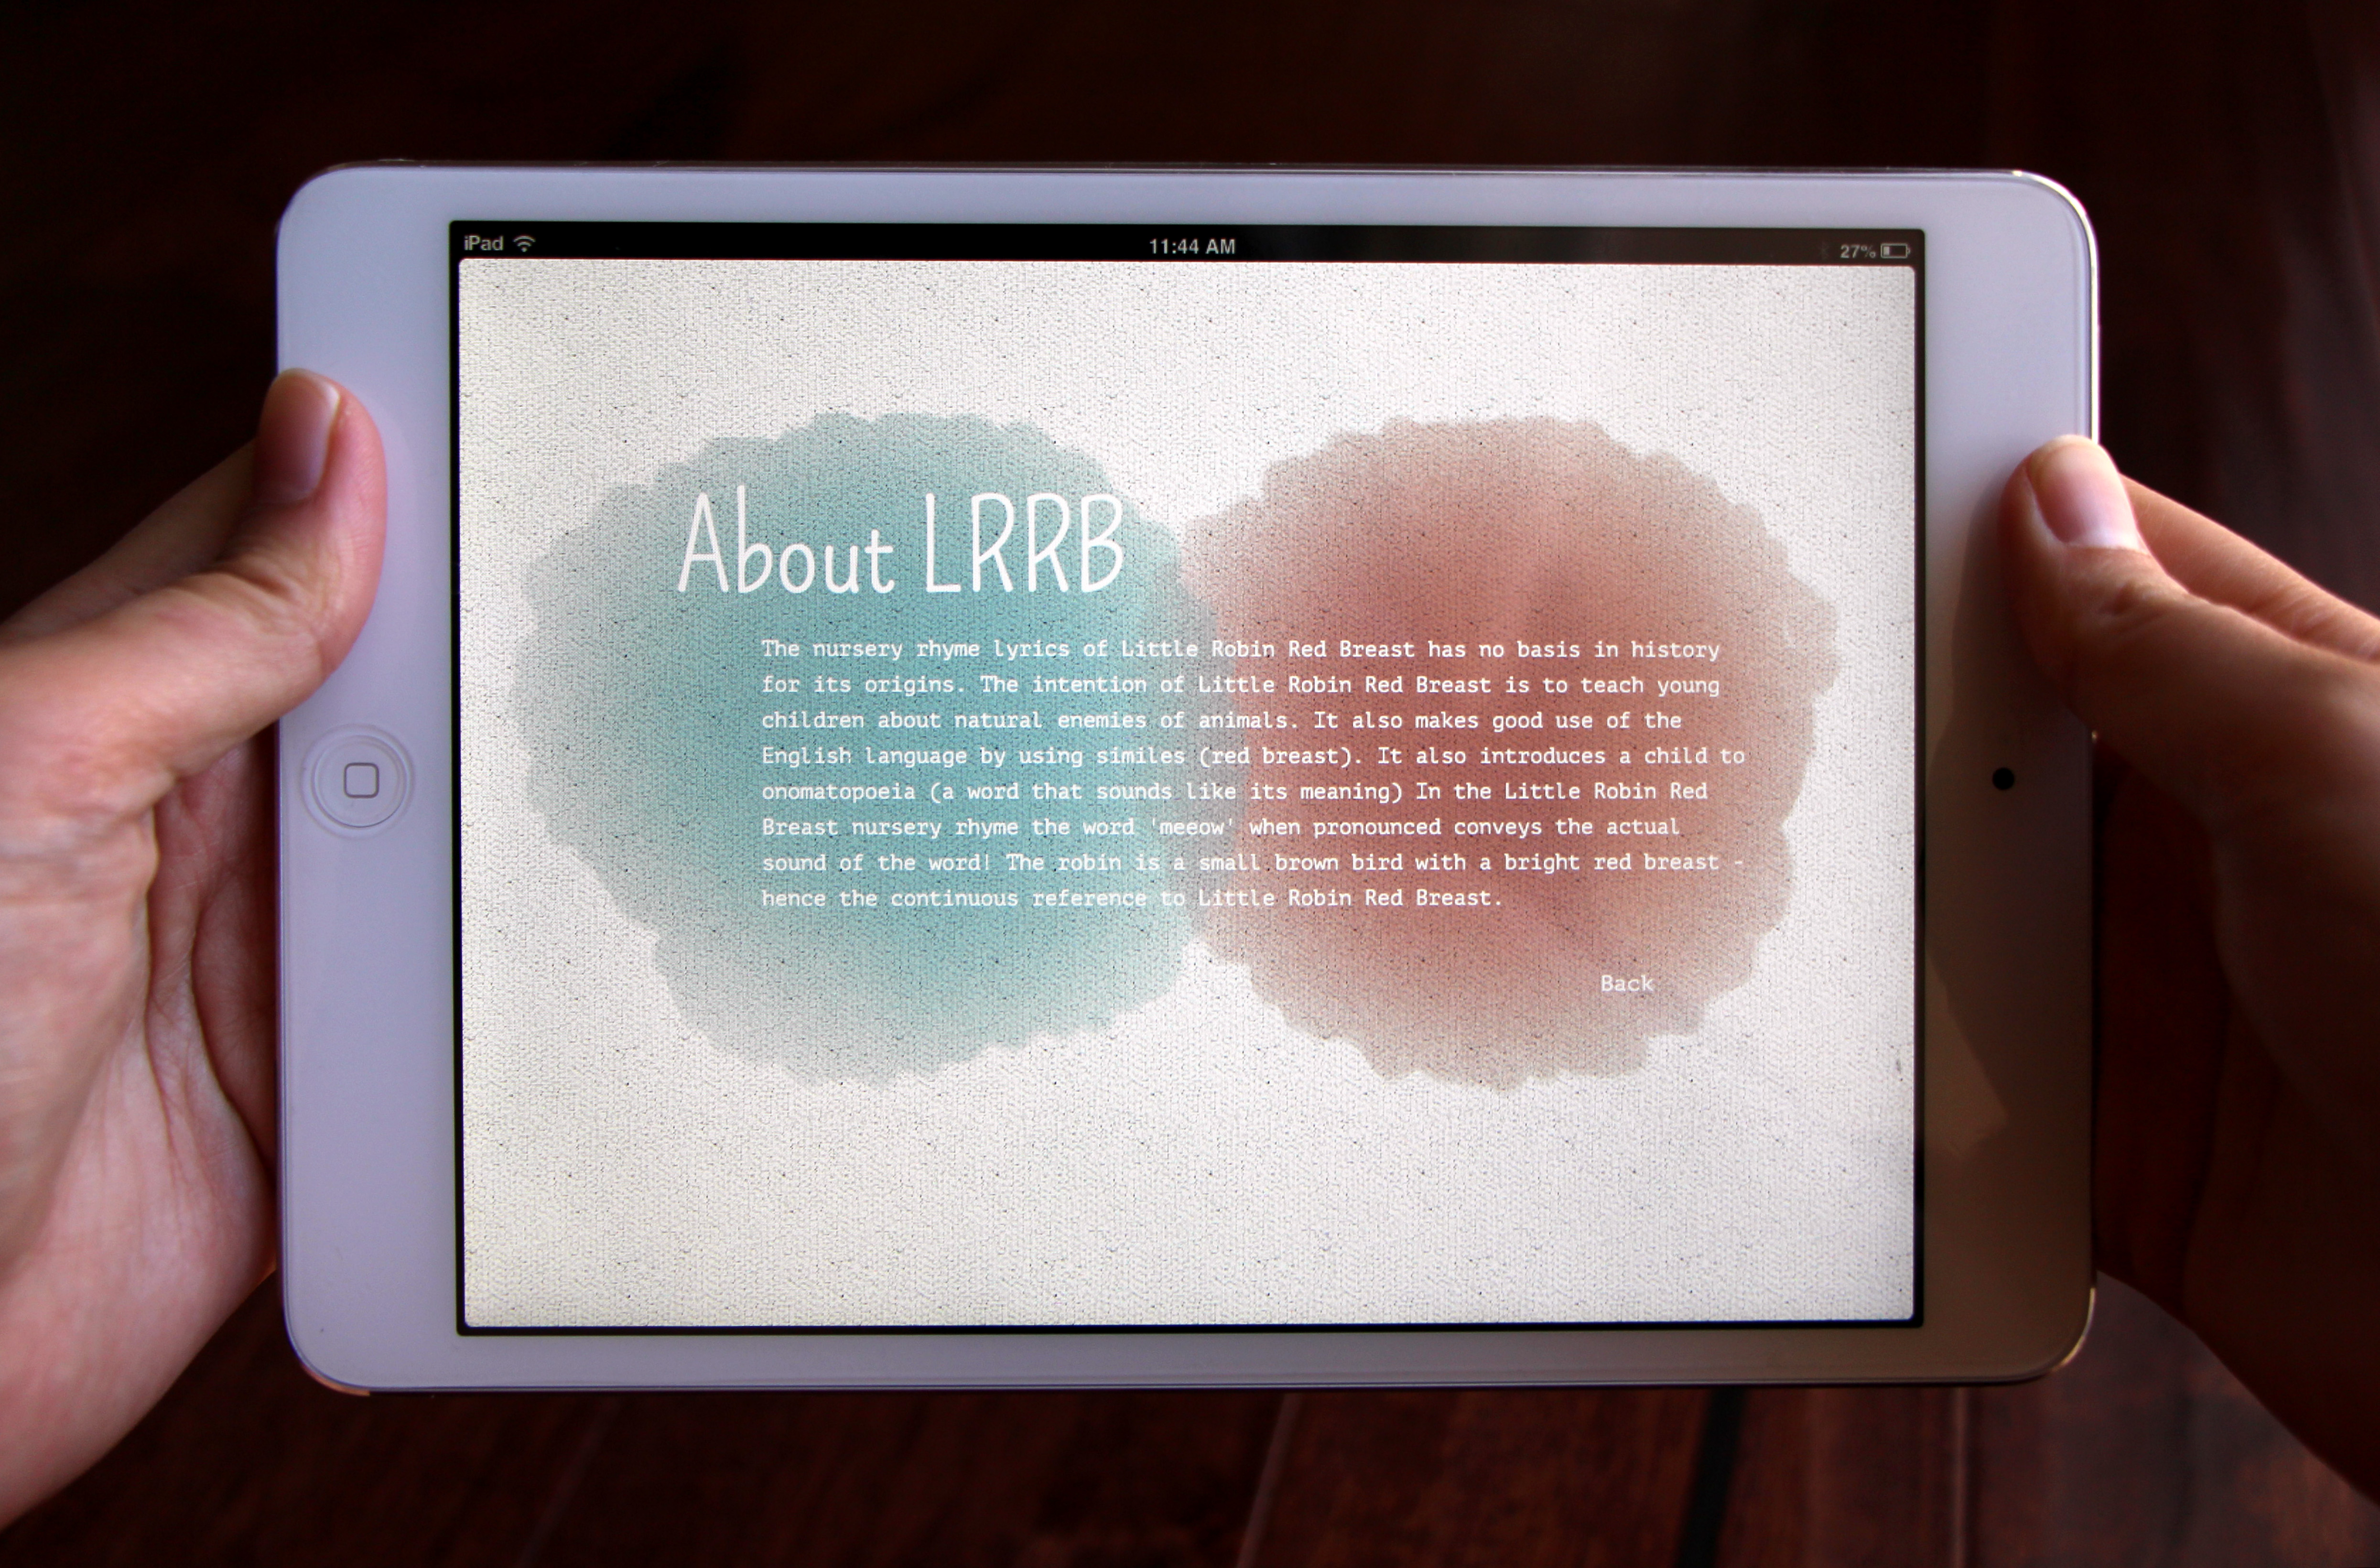 iPad
11:44 AM
27%
About LRRB
The nursery rhyme lyrics of Little Robin Red Breast has no basis in history
for its origins. The intention of Little Robin Red Breast is to teach young
children about natural enemies of animals. It also makes good use of the
English language by using similes (red breast). It also introduces a child to
onomatopoeia (a word that sounds like its meaning) In the Little Robin Red
Breast nursery rhyme the word 'meeow' when pronounced conveys the actual
sound of the word! The robin is a small brown bird with a bright red breast -
hence the continuous reference to Little Robin Red Breast.
Back